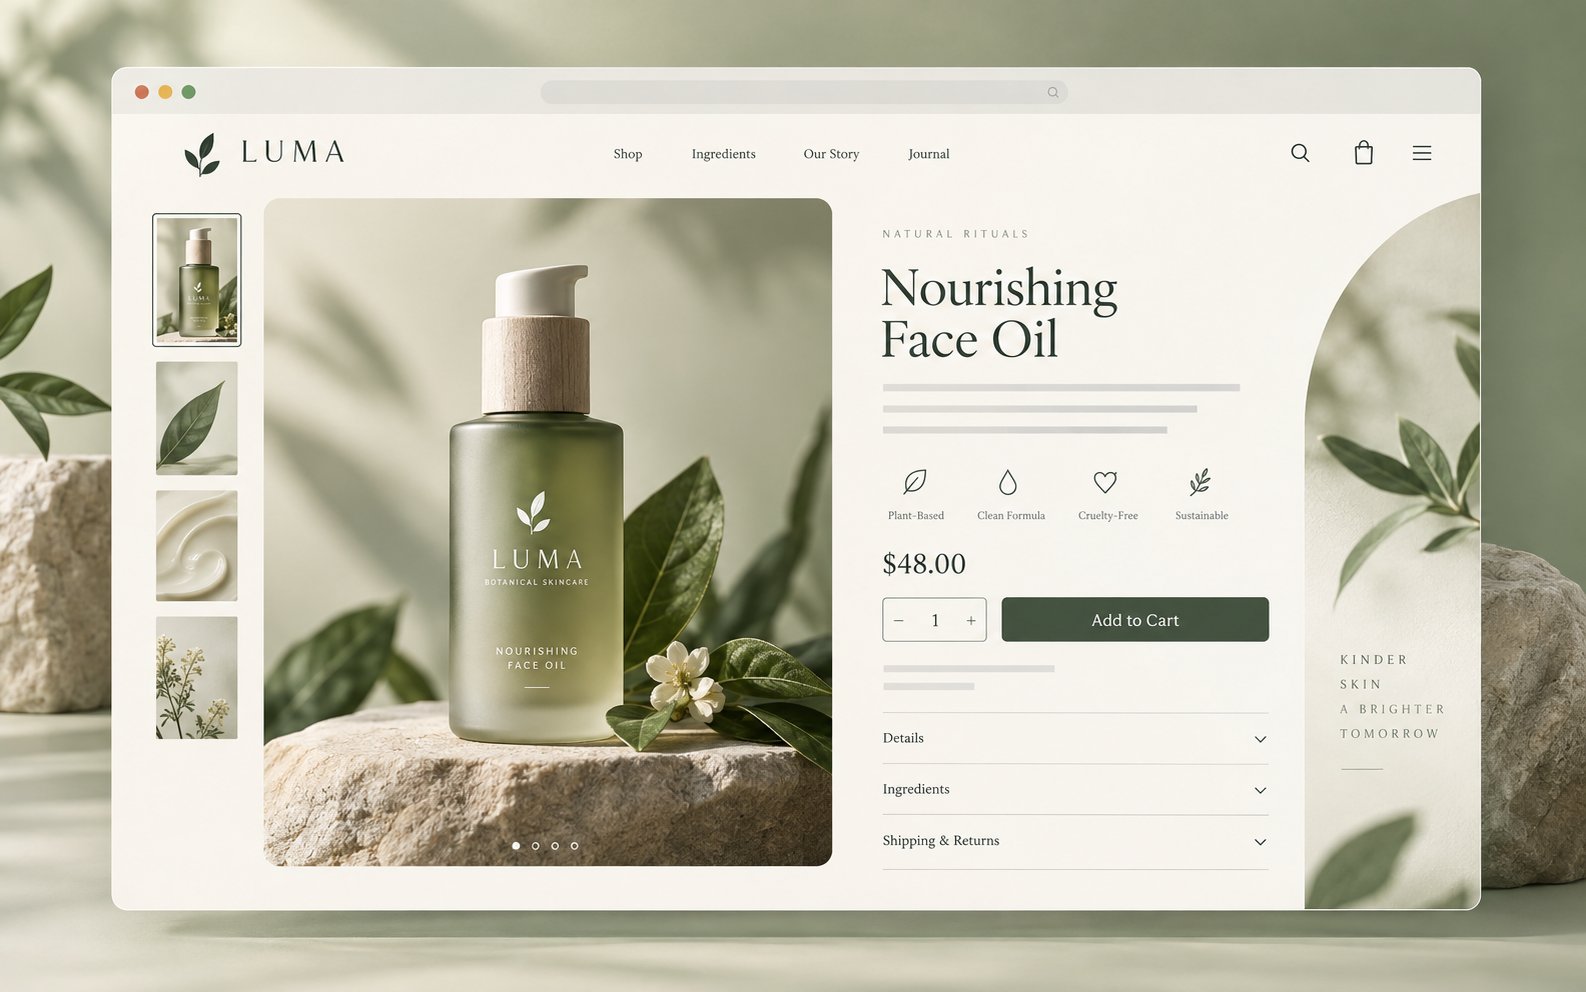 LUMA
Shop
Ingredients
Our Story
Journal
LUMA
BOTANICAL SKINCARE
NOURISHING
FACE OIL
NATURAL RITUALS
Nourishing
Face Oil
Plant-Based
Clean Formula
Cruelty-Free
Sustainable
$48.00
− 1 +
Add to Cart
Details
Ingredients
Shipping & Returns
KINDER
SKIN
A BRIGHTER
TOMORROW